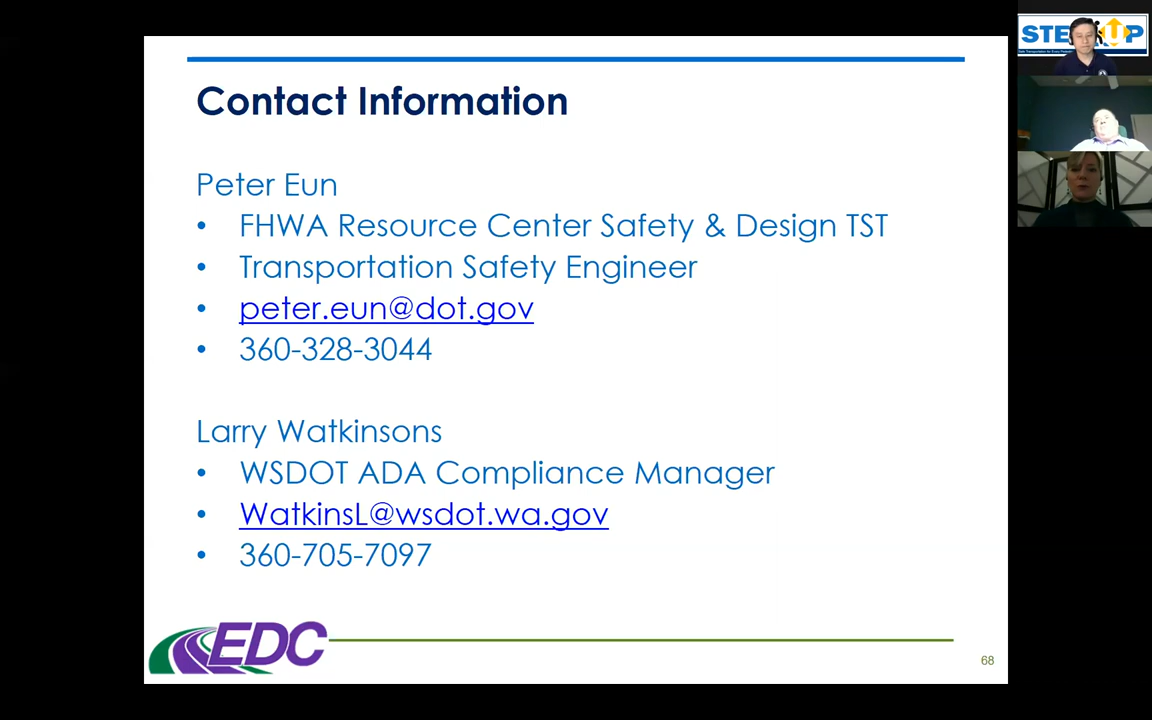 Contact Information
Peter Eun
• FHWA Resource Center Safety & Design TST
• Transportation Safety Engineer
• peter.eun@dot.gov
• 360-328-3044
Larry Watkinsons
• WSDOT ADA Compliance Manager
• WatkinsL@wsdot.wa.gov
• 360-705-7097
EDC
68